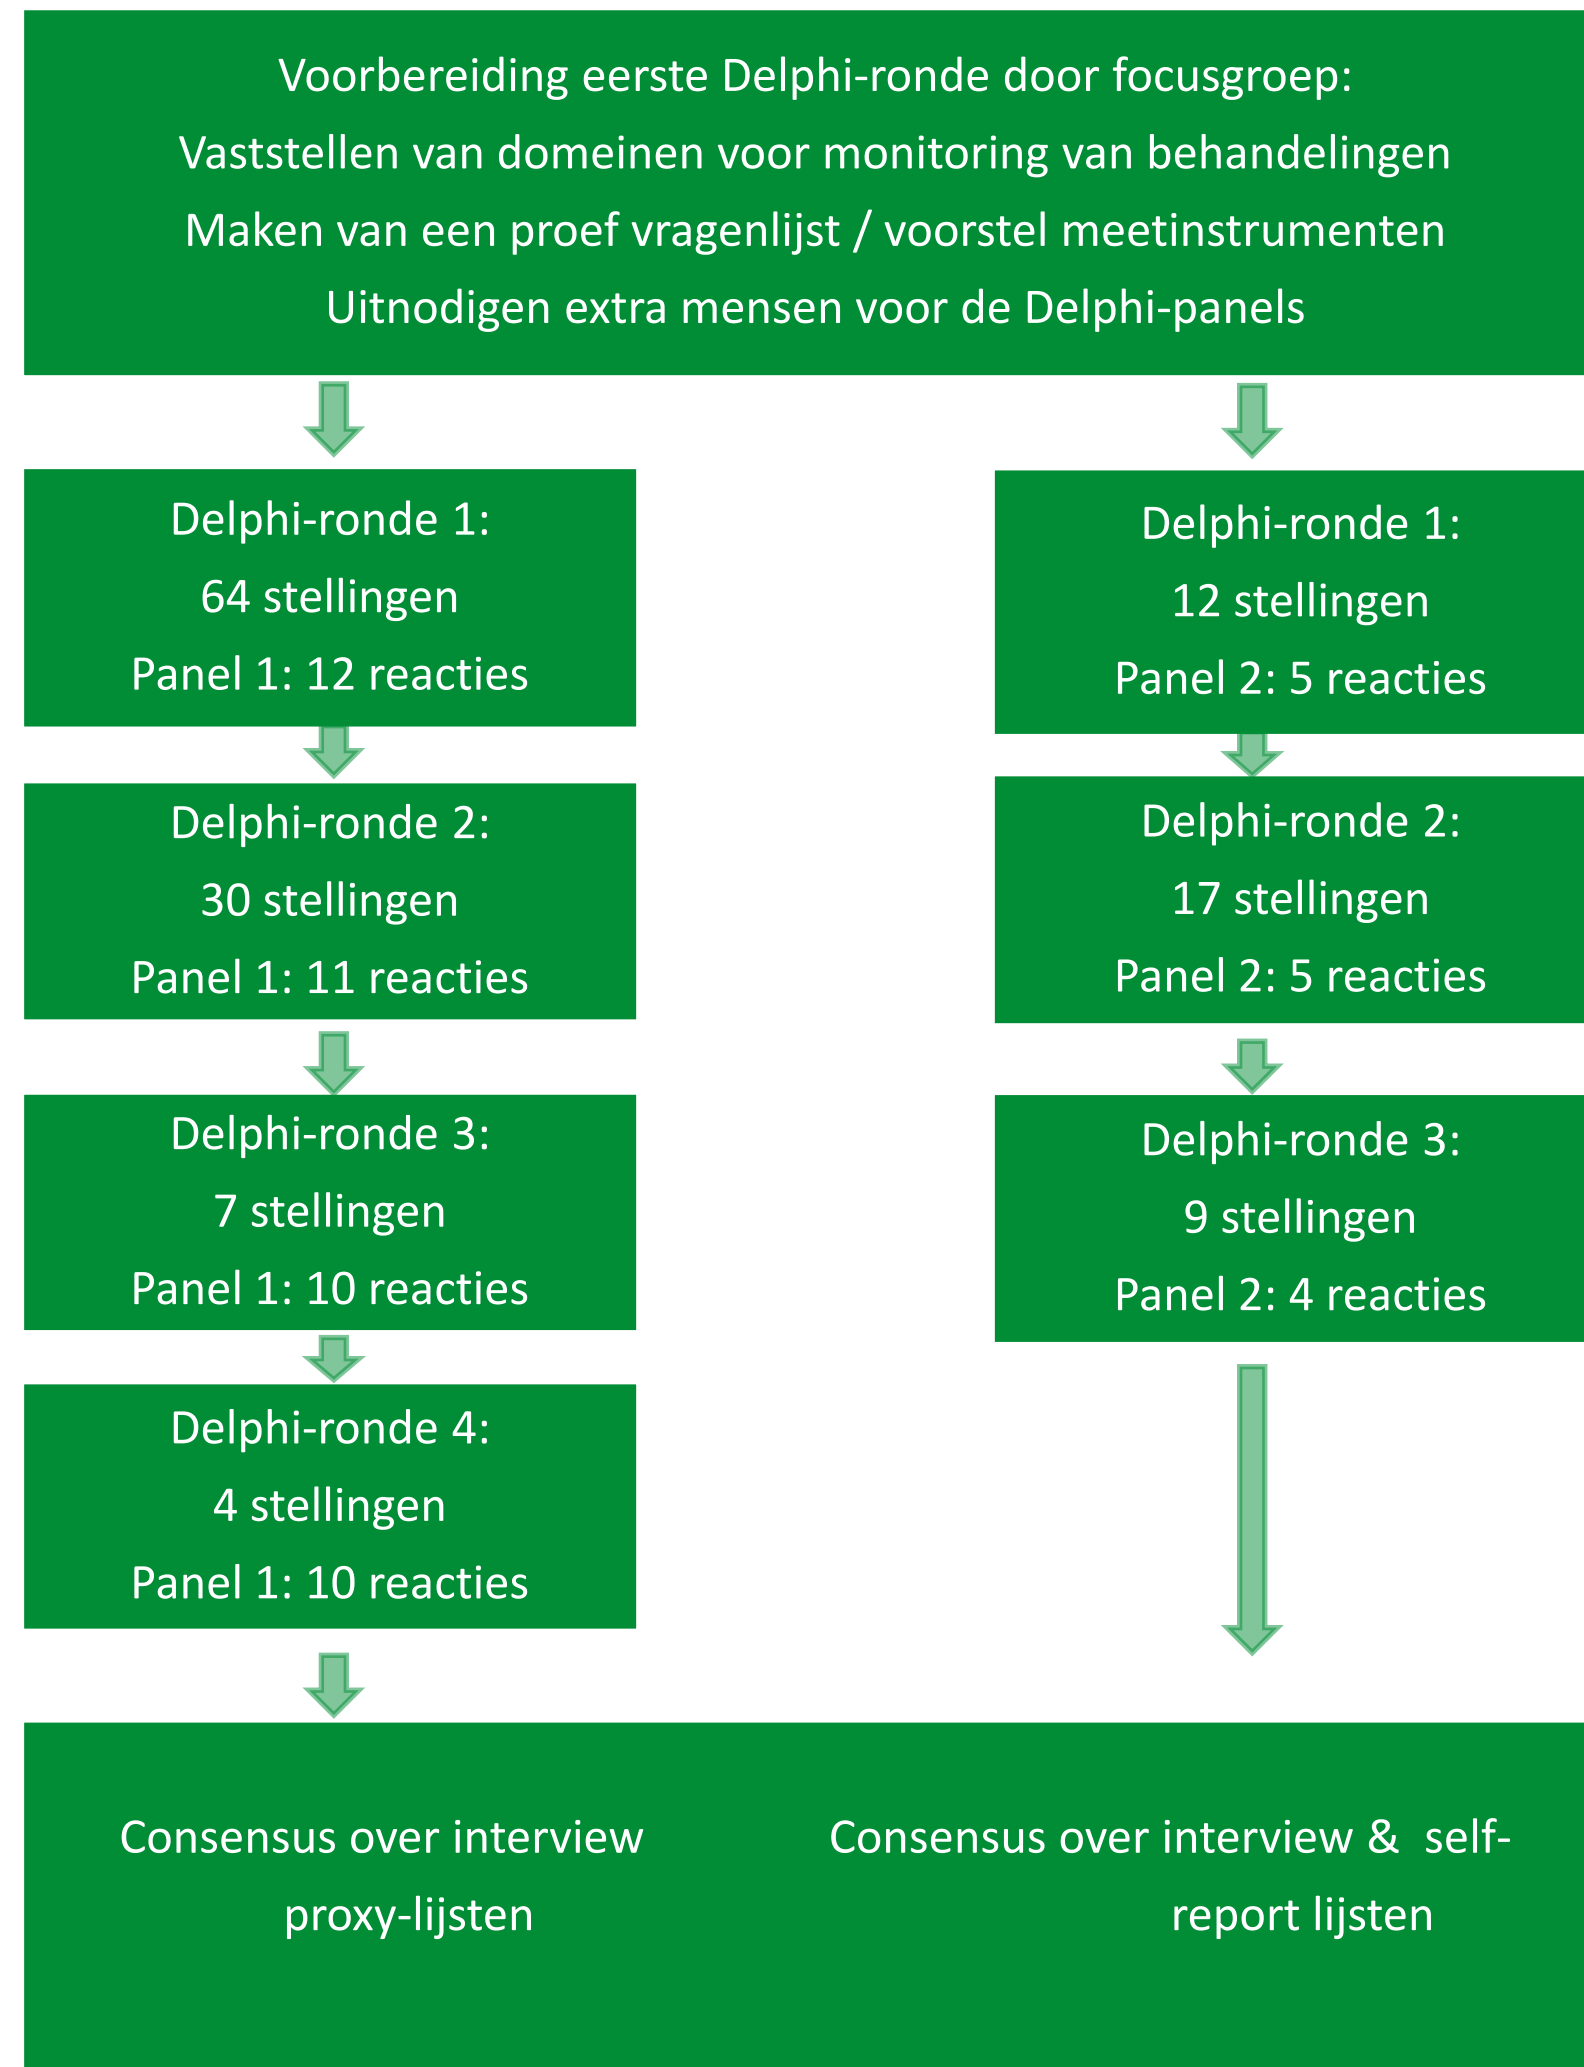 Voorbereiding eerste Delphi-ronde door focusgroep:
Vaststellen van domeinen voor monitoring van behandelingen
Maken van een proef vragenlijst / voorstel meetinstrumenten
Uitnodigen extra mensen voor de Delphi-panels
Delphi-ronde 1:
64 stellingen
Panel 1: 12 reacties
Delphi-ronde 2:
30 stellingen
Panel 1: 11 reacties
Delphi-ronde 3:
7 stellingen
Panel 1: 10 reacties
Delphi-ronde 4:
4 stellingen
Panel 1: 10 reacties
Delphi-ronde 1:
12 stellingen
Panel 2: 5 reacties
Delphi-ronde 2:
17 stellingen
Panel 2: 5 reacties
Delphi-ronde 3:
9 stellingen
Panel 2: 4 reacties
Consensus over interview
proxy-lijsten
Consensus over interview & self-
report lijsten